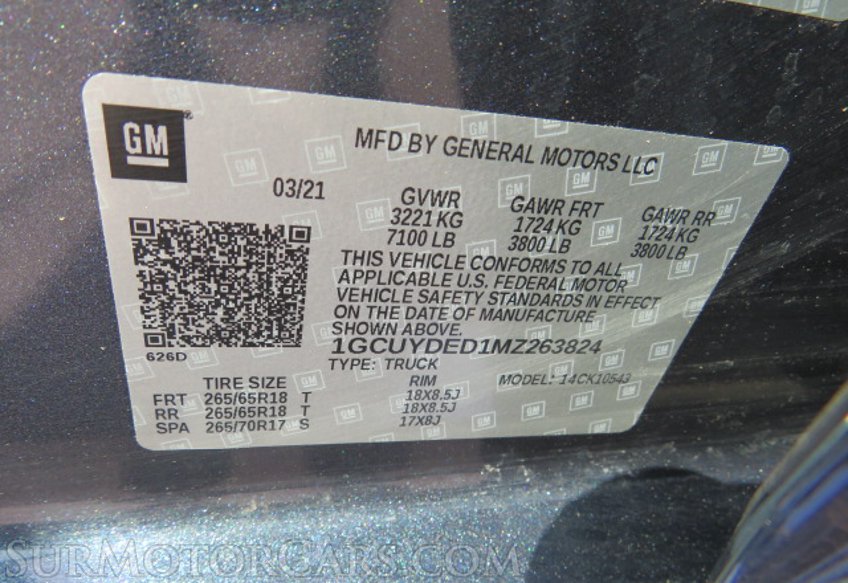 GM
MFD BY GENERAL MOTORS LLC
03/21
GVWR GAWR FRT GAWR RR
3221 KG 1724 KG 1724 KG
7100 LB 3800 LB 3800 LB
THIS VEHICLE CONFORMS TO ALL
APPLICABLE U.S. FEDERAL MOTOR
VEHICLE SAFETY STANDARDS IN EFFECT
ON THE DATE OF MANUFACTURE
SHOWN ABOVE.
626D
1GCUYDED1MZ263824
TYPE: TRUCK MODEL: 14CK10543
TIRE SIZE RIM
FRT 265/65R18 T 18X8.5J
RR 265/65R18 T 18X8.5J
SPA 265/70R17 S 17X8J
SURMOTORCARS.COM